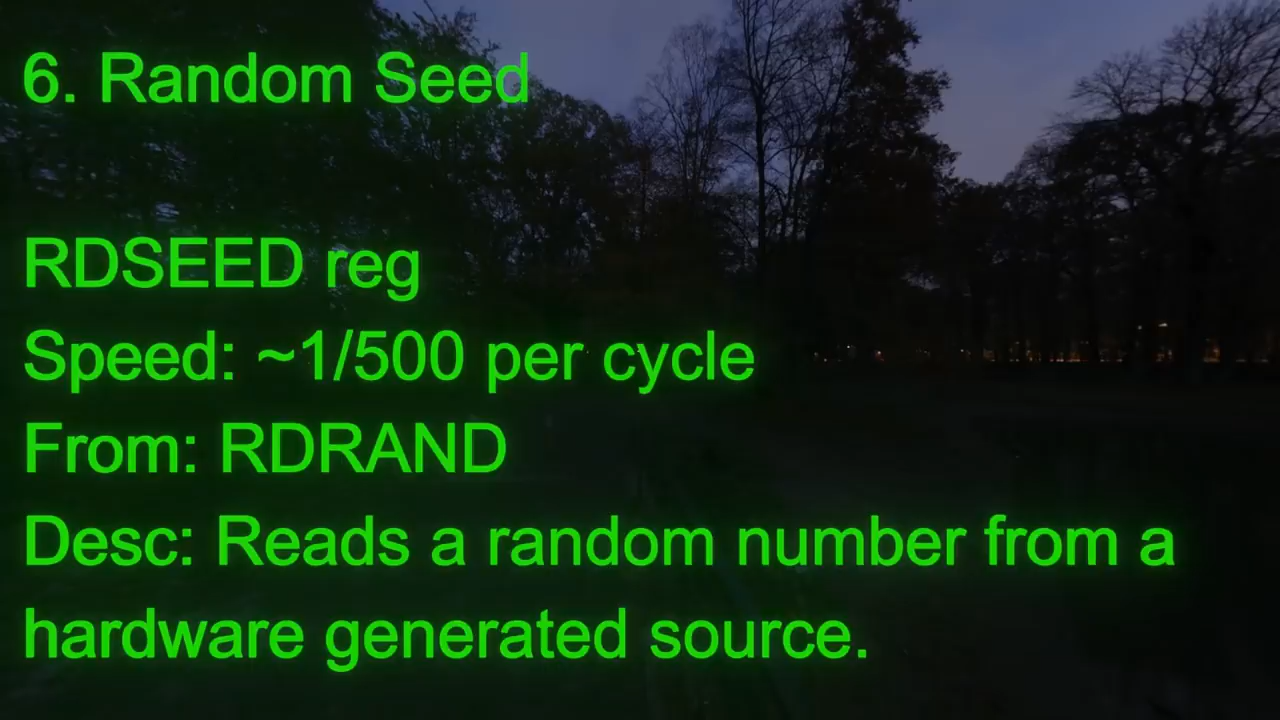 6. Random Seed
RDSEED reg
Speed: ~1/500 per cycle
From: RDRAND
Desc: Reads a random number from a
hardware generated source.